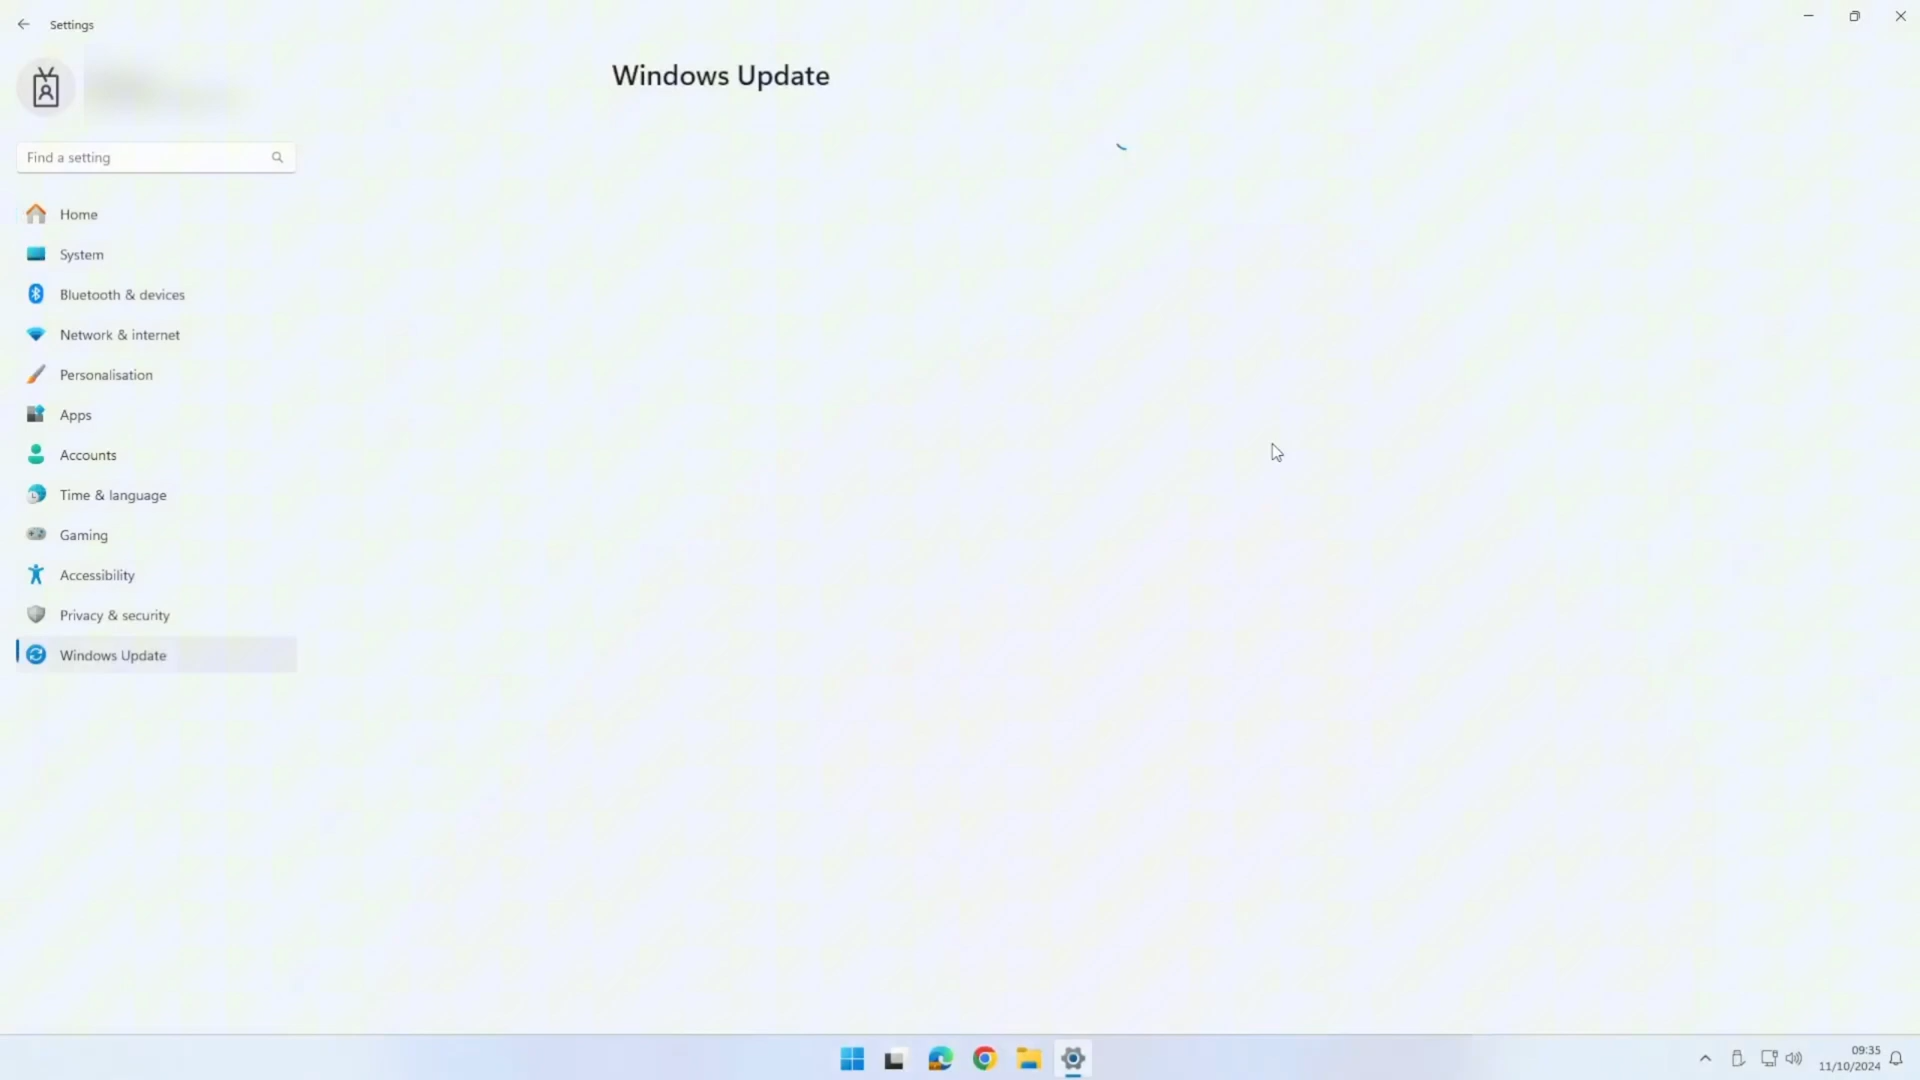 Settings
Windows Update
Find a setting
Home
System
Bluetooth & devices
Network & internet
Personalisation
Apps
Accounts
Time & language
Gaming
Accessibility
Privacy & security
Windows Update
09:35
11/10/2024